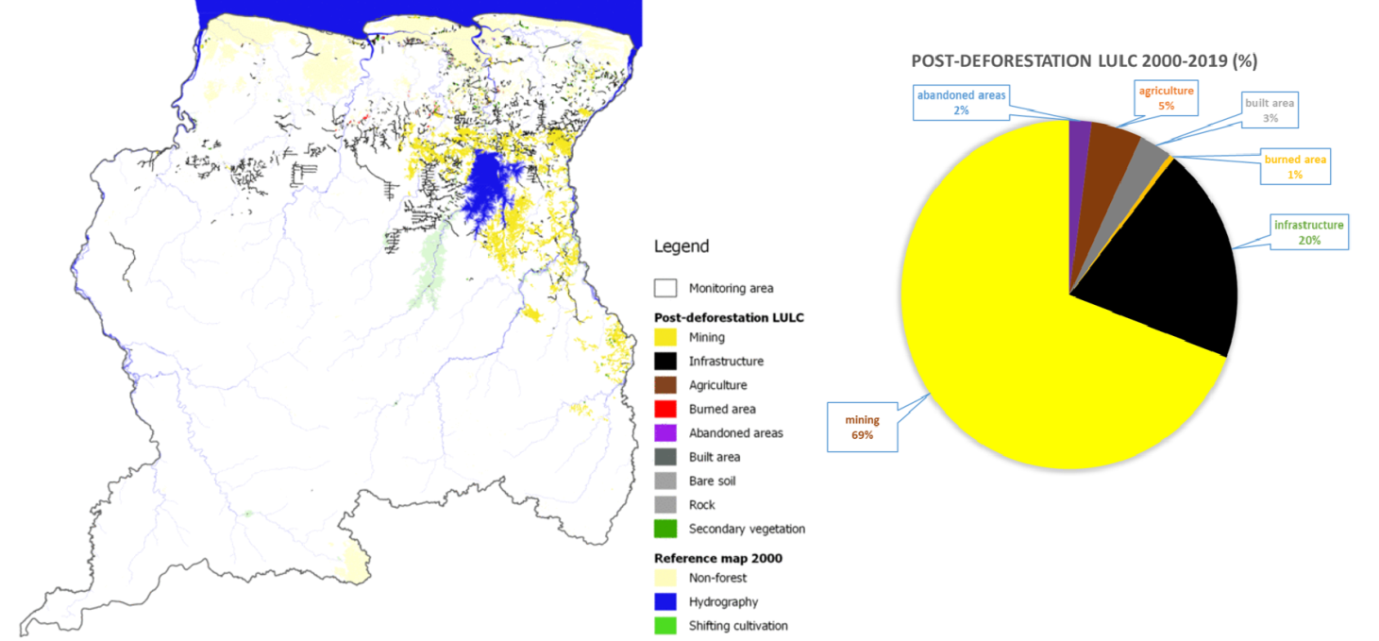 Legend
Monitoring area
Post-deforestation LULC
Mining
Infrastructure
Agriculture
Burned area
Abandoned areas
Built area
Bare soil
Rock
Secondary vegetation
Reference map 2000
Non-forest
Hydrography
Shifting cultivation
POST-DEFORESTATION LULC 2000-2019 (%)
abandoned areas
2%
agriculture
5%
built area
3%
burned area
1%
infrastructure
20%
mining
69%